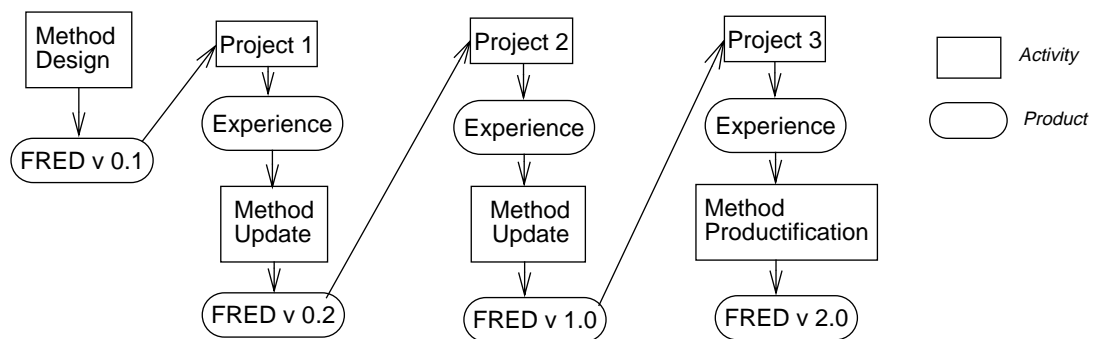 Method
Design
FRED v 0.1
Project 1
Experience
Method
Update
FRED v 0.2
Project 2
Experience
Method
Update
FRED v 1.0
Project 3
Experience
Method
Productification
FRED v 2.0
Activity
Product